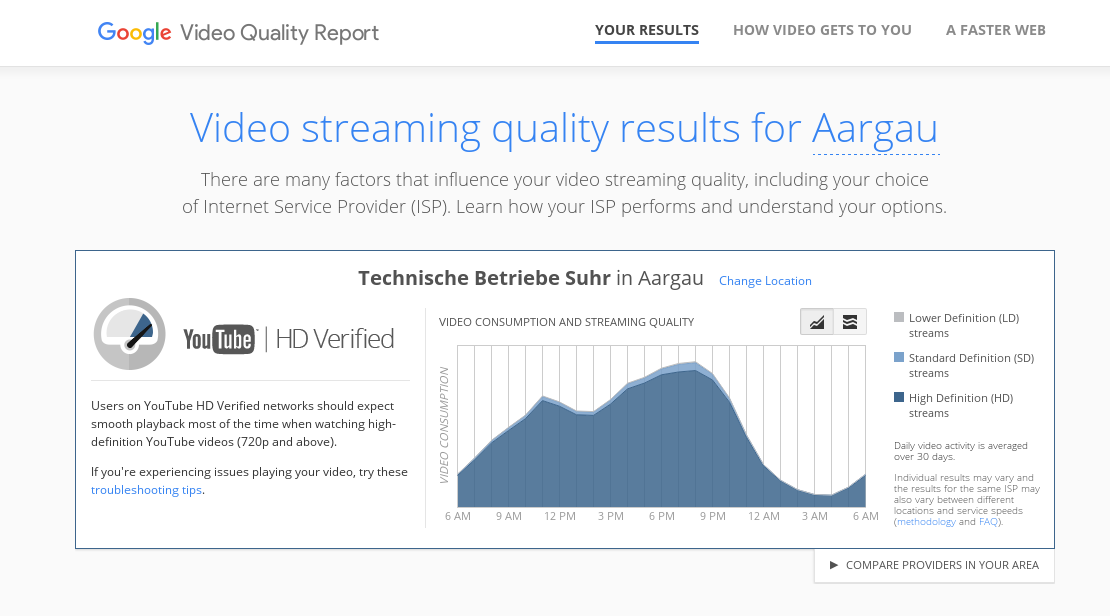 Google Video Quality Report
YOUR RESULTS
HOW VIDEO GETS TO YOU
A FASTER WEB
Video streaming quality results for Aargau
There are many factors that influence your video streaming quality, including your choice
of Internet Service Provider (ISP). Learn how your ISP performs and understand your options.
Technische Betriebe Suhr in Aargau
Change Location
YouTube | HD Verified
Users on YouTube HD Verified networks should expect
smooth playback most of the time when watching high-
definition YouTube videos (720p and above).
If you're experiencing issues playing your video, try these
troubleshooting tips.
VIDEO CONSUMPTION AND STREAMING QUALITY
VIDEO CONSUMPTION
6 AM 9 AM 12 PM 3 PM 6 PM 9 PM 12 AM 3 AM 6 AM
Lower Definition (LD)
streams
Standard Definition (SD)
streams
High Definition (HD)
streams
Daily video activity is averaged
over 30 days.
Individual results may vary and
the results for the same ISP may
also vary between different
locations and service speeds
(methodology and FAQ).
► COMPARE PROVIDERS IN YOUR AREA